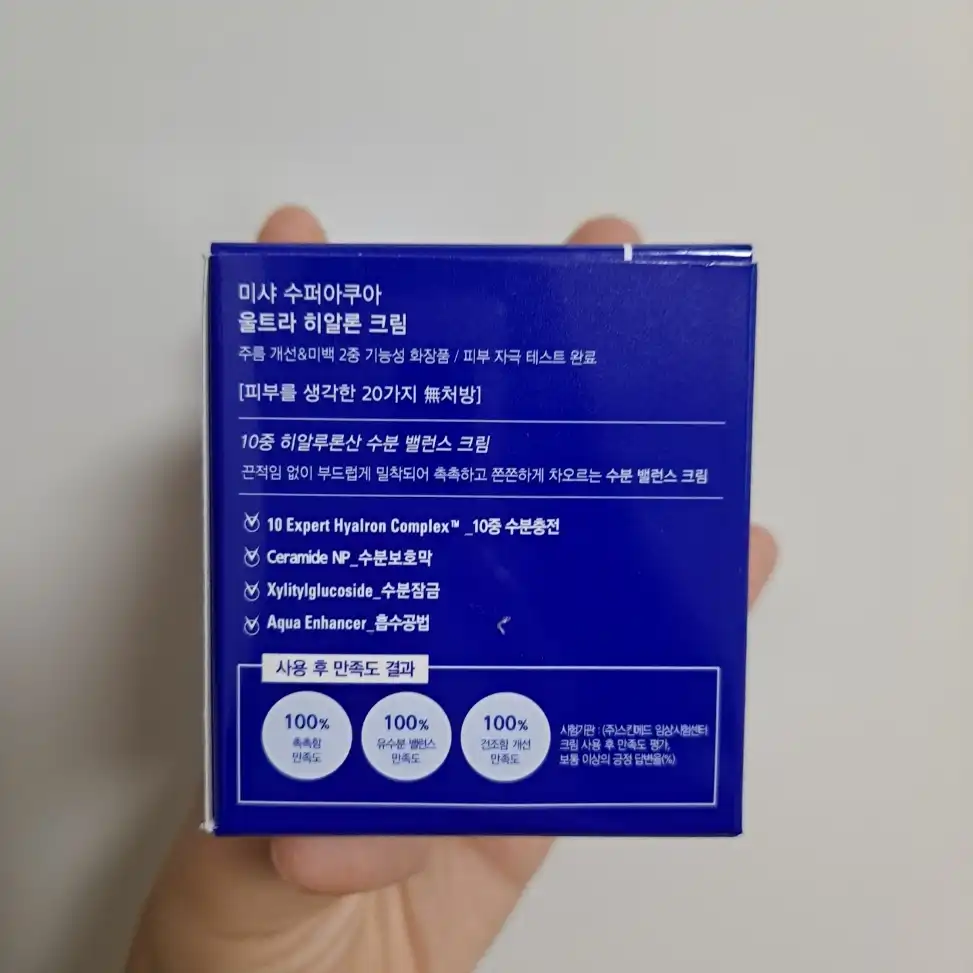 미샤 수퍼아쿠아
울트라 히알론 크림
주름 개선&미백 2중 기능성 화장품 / 피부 자극 테스트 완료
[피부를 생각한 20가지 無처방]
10중 히알루론산 수분 밸런스 크림
끈적임 없이 부드럽게 밀착되어 촉촉하고 쫀쫀하게 차오르는 수분 밸런스 크림
10 Expert Hyalron Complex™ _10중 수분충전
Ceramide NP_수분보호막
Xylitylglucoside_수분잠금
Aqua Enhancer_흡수공법
사용 후 만족도 결과
100%
촉촉함
만족도
100%
유수분 밸런스
만족도
100%
건조함 개선
만족도
시험기관 : (주)스킨메드 임상시험센터
크림 사용 후 만족도 평가,
보통 이상의 긍정 답변율(%)